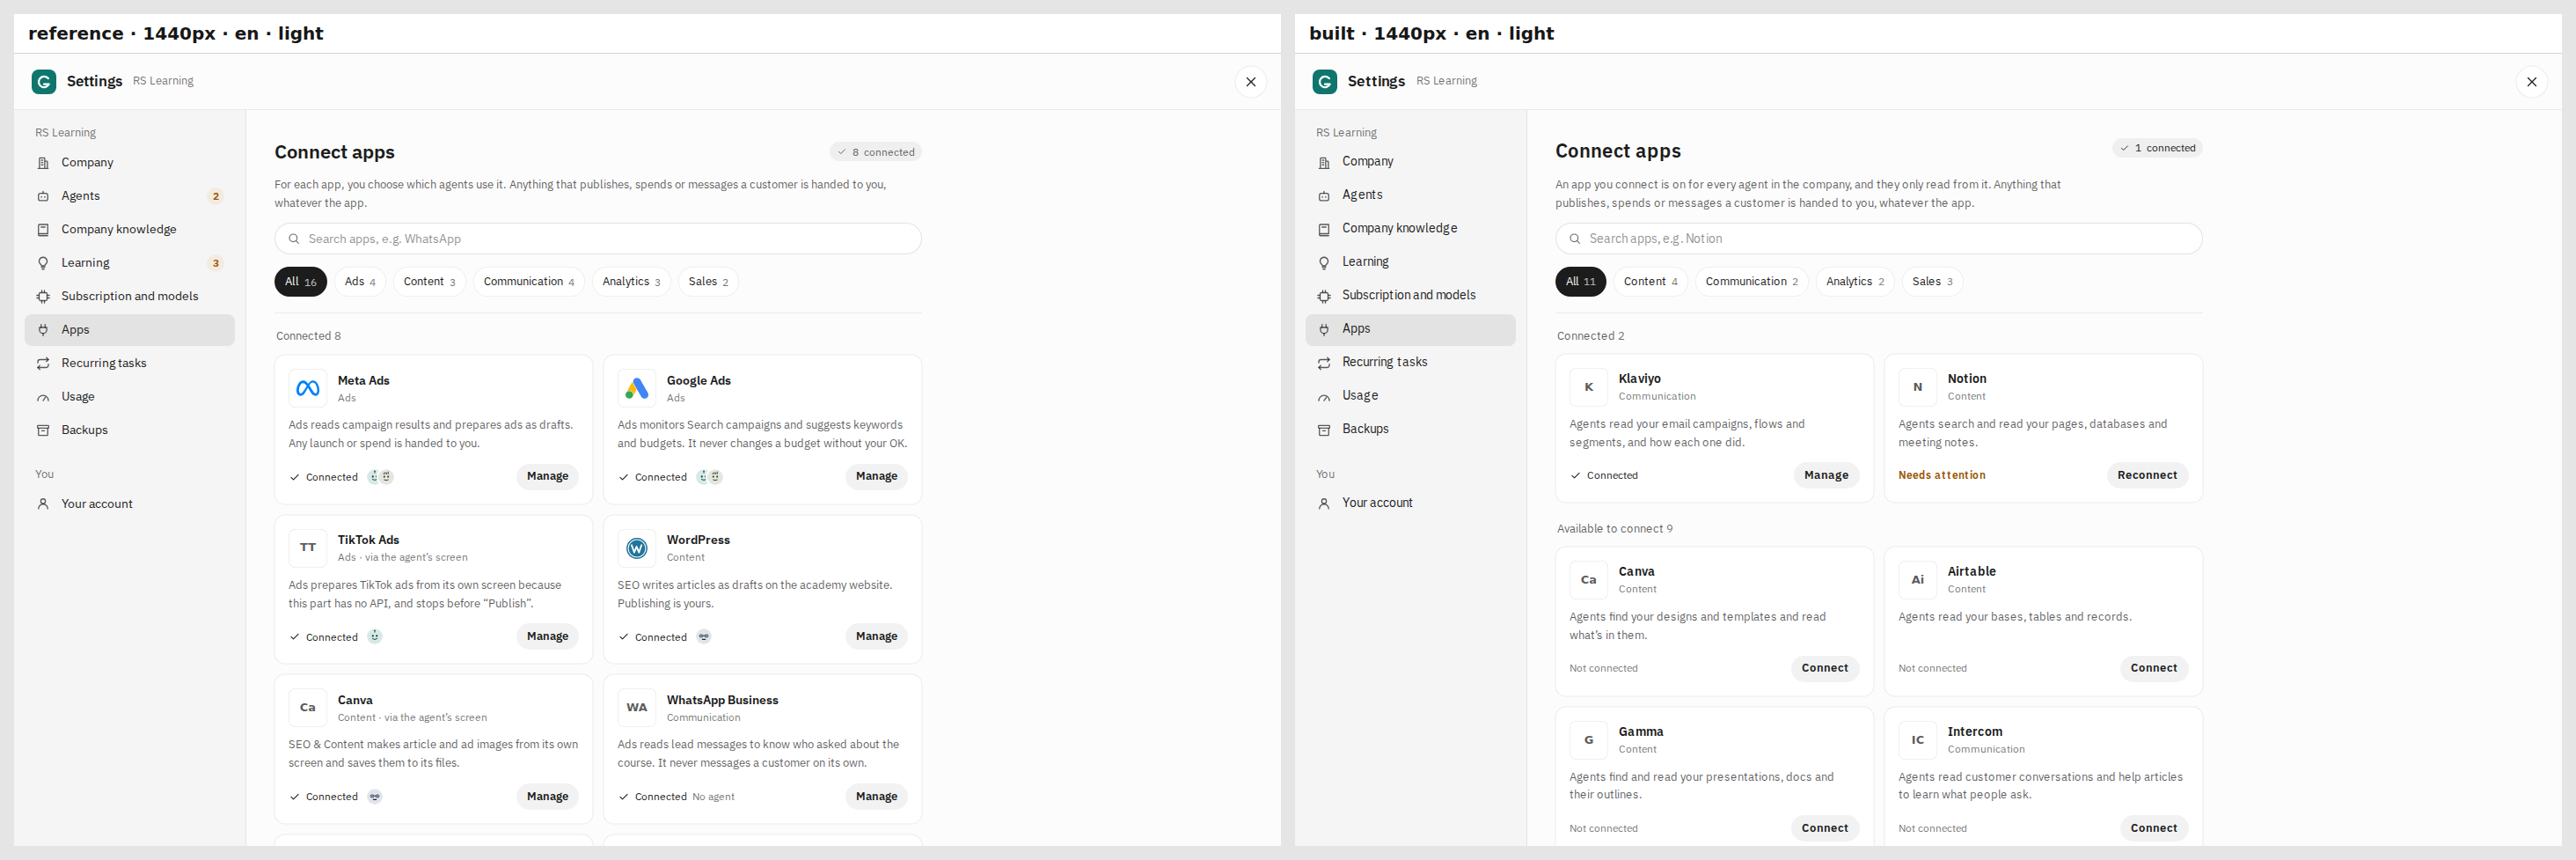 reference · 1440px · en · light
G Settings RS Learning
RS Learning
Company
Agents 2
Company knowledge
Learning 3
Subscription and models
Apps
Recurring tasks
Usage
Backups
You
Your account
Connect apps
8 connected
For each app, you choose which agents use it. Anything that publishes, spends or messages a customer is handed to you,
whatever the app.
Search apps, e.g. WhatsApp
All 16 Ads 4 Content 3 Communication 4 Analytics 3 Sales 2
Connected 8
Meta Ads
Ads
Ads reads campaign results and prepares ads as drafts.
Any launch or spend is handed to you.
Connected Manage
Google Ads
Ads
Ads monitors Search campaigns and suggests keywords
and budgets. It never changes a budget without your OK.
Connected Manage
TT
TikTok Ads
Ads · via the agent’s screen
Ads prepares TikTok ads from its own screen because
this part has no API, and stops before “Publish”.
Connected Manage
WordPress
Content
SEO writes articles as drafts on the academy website.
Publishing is yours.
Connected Manage
Ca
Canva
Content · via the agent’s screen
SEO & Content makes article and ad images from its own
screen and saves them to its files.
Connected Manage
WA
WhatsApp Business
Communication
Ads reads lead messages to know who asked about the
course. It never messages a customer on its own.
Connected No agent Manage
built · 1440px · en · light
G Settings RS Learning
RS Learning
Company
Agents
Company knowledge
Learning
Subscription and models
Apps
Recurring tasks
Usage
Backups
You
Your account
Connect apps
1 connected
An app you connect is on for every agent in the company, and they only read from it. Anything that
publishes, spends or messages a customer is handed to you, whatever the app.
Search apps, e.g. Notion
All 11 Content 4 Communication 2 Analytics 2 Sales 3
Connected 2
K
Klaviyo
Communication
Agents read your email campaigns, flows and
segments, and how each one did.
Connected Manage
N
Notion
Content
Agents search and read your pages, databases and
meeting notes.
Needs attention Reconnect
Available to connect 9
Ca
Canva
Content
Agents find your designs and templates and read
what’s in them.
Not connected Connect
Ai
Airtable
Content
Agents read your bases, tables and records.
Not connected Connect
G
Gamma
Content
Agents find and read your presentations, docs and
their outlines.
Not connected Connect
IC
Intercom
Communication
Agents read customer conversations and help articles
to learn what people ask.
Not connected Connect